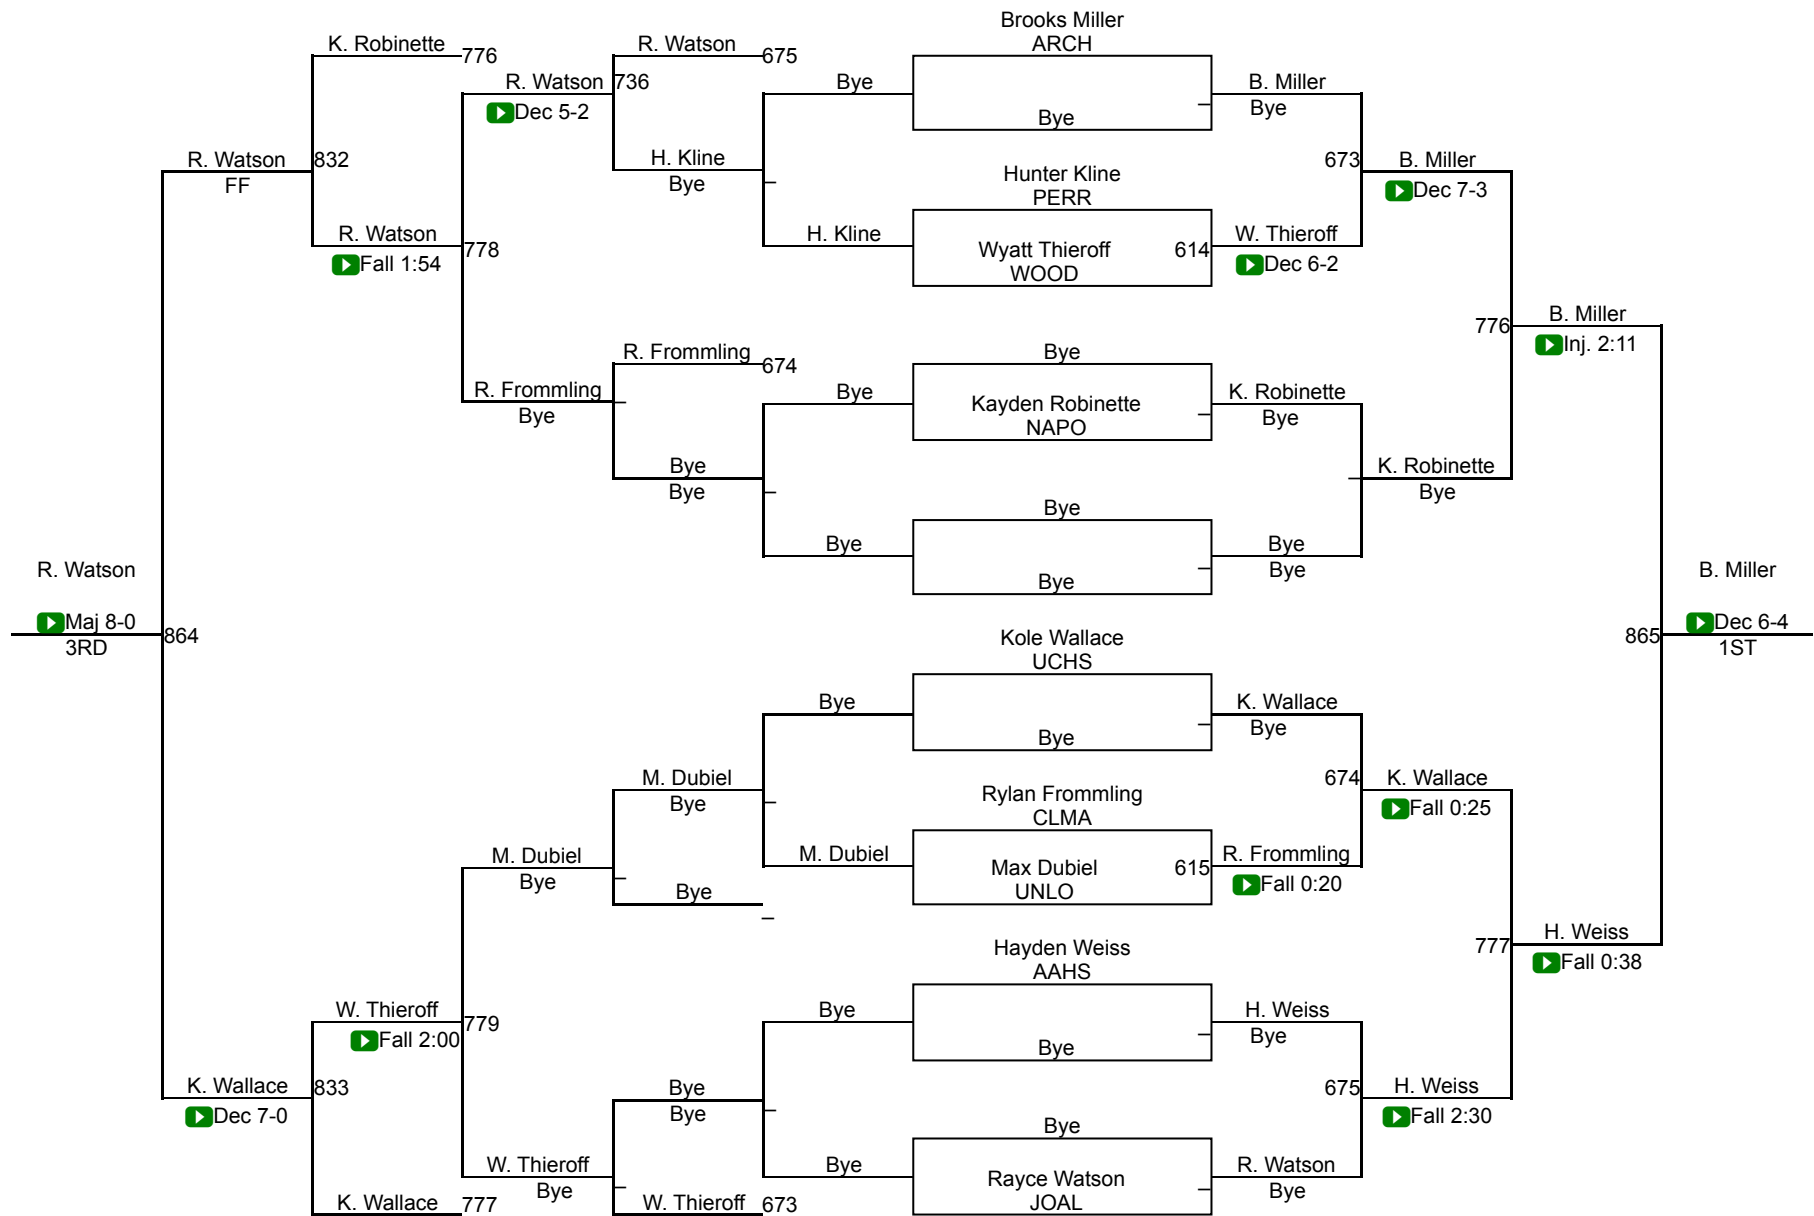 Brooks Miller
ARCH
K. Robinette
776
R. Watson
675
R. Watson
736
Dec 5-2
Bye
Bye
B. Miller
Bye
R. Watson
832
FF
H. Kline
Bye
673
B. Miller
Dec 7-3
Hunter Kline
PERR
R. Watson
778
Fall 1:54
H. Kline
Wyatt Thieroff
WOOD
614
W. Thieroff
Dec 6-2
776
B. Miller
Inj. 2:11
R. Frommling
674
Bye
R. Frommling
Bye
Bye
Kayden Robinette
NAPO
K. Robinette
Bye
Bye
Bye
K. Robinette
Bye
Bye
Bye
Bye
Bye
Bye
R. Watson
Maj 8-0
3RD
864
B. Miller
Dec 6-4
1ST
865
Kole Wallace
UCHS
Bye
Bye
K. Wallace
Bye
M. Dubiel
Bye
674
K. Wallace
Fall 0:25
Rylan Frommling
CLMA
M. Dubiel
Bye
M. Dubiel
Max Dubiel
UNLO
615
R. Frommling
Fall 0:20
Bye
777
H. Weiss
Fall 0:38
Hayden Weiss
AAHS
W. Thieroff
779
Fall 2:00
Bye
Bye
H. Weiss
Bye
K. Wallace
833
Dec 7-0
Bye
Bye
675
H. Weiss
Fall 2:30
Bye
W. Thieroff
Bye
Bye
Rayce Watson
JOAL
R. Watson
Bye
K. Wallace
777
W. Thieroff
673